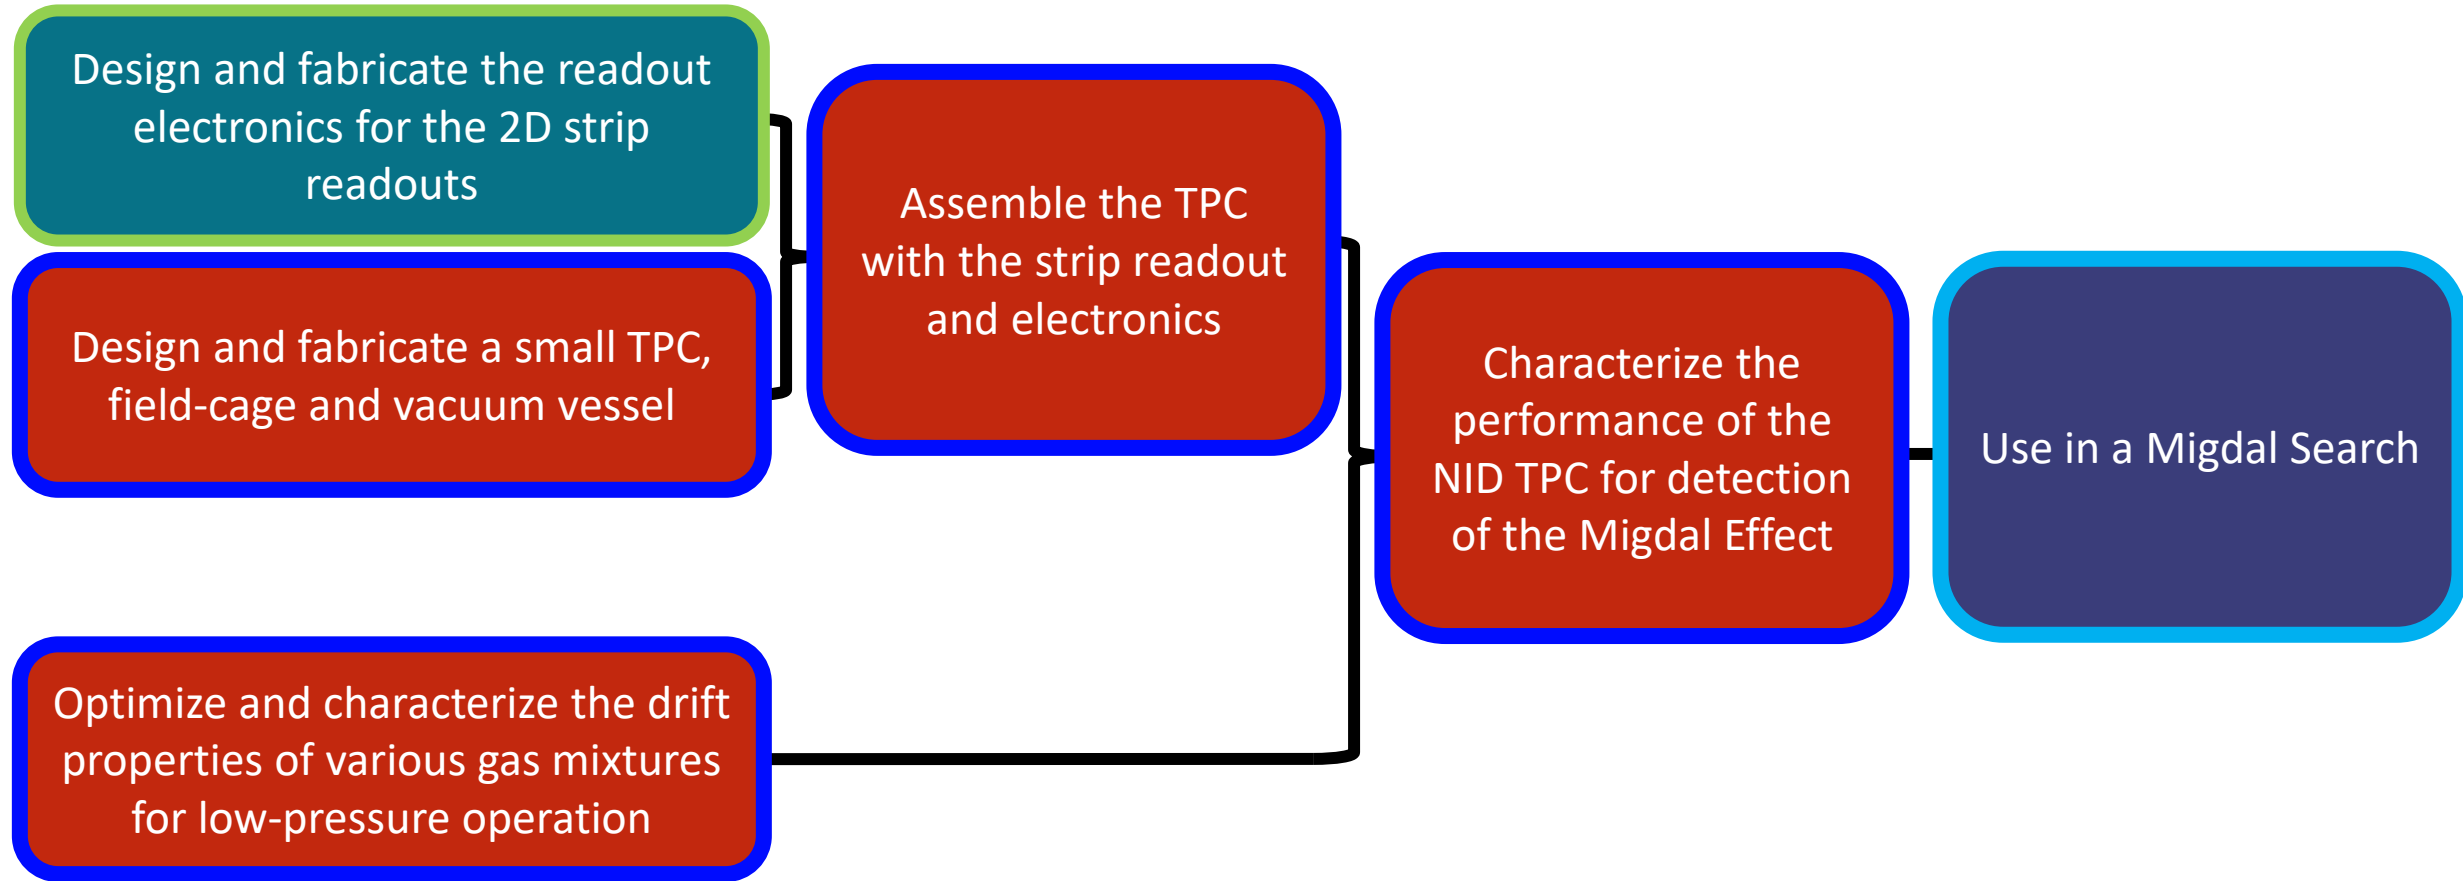 Design and fabricate the readout
electronics for the 2D strip
readouts
Design and fabricate a small TPC,
field-cage and vacuum vessel
Optimize and characterize the drift
properties of various gas mixtures
for low-pressure operation
Assemble the TPC
with the strip readout
and electronics
Characterize the
performance of the
NID TPC for detection
of the Migdal Effect
Use in a Migdal Search